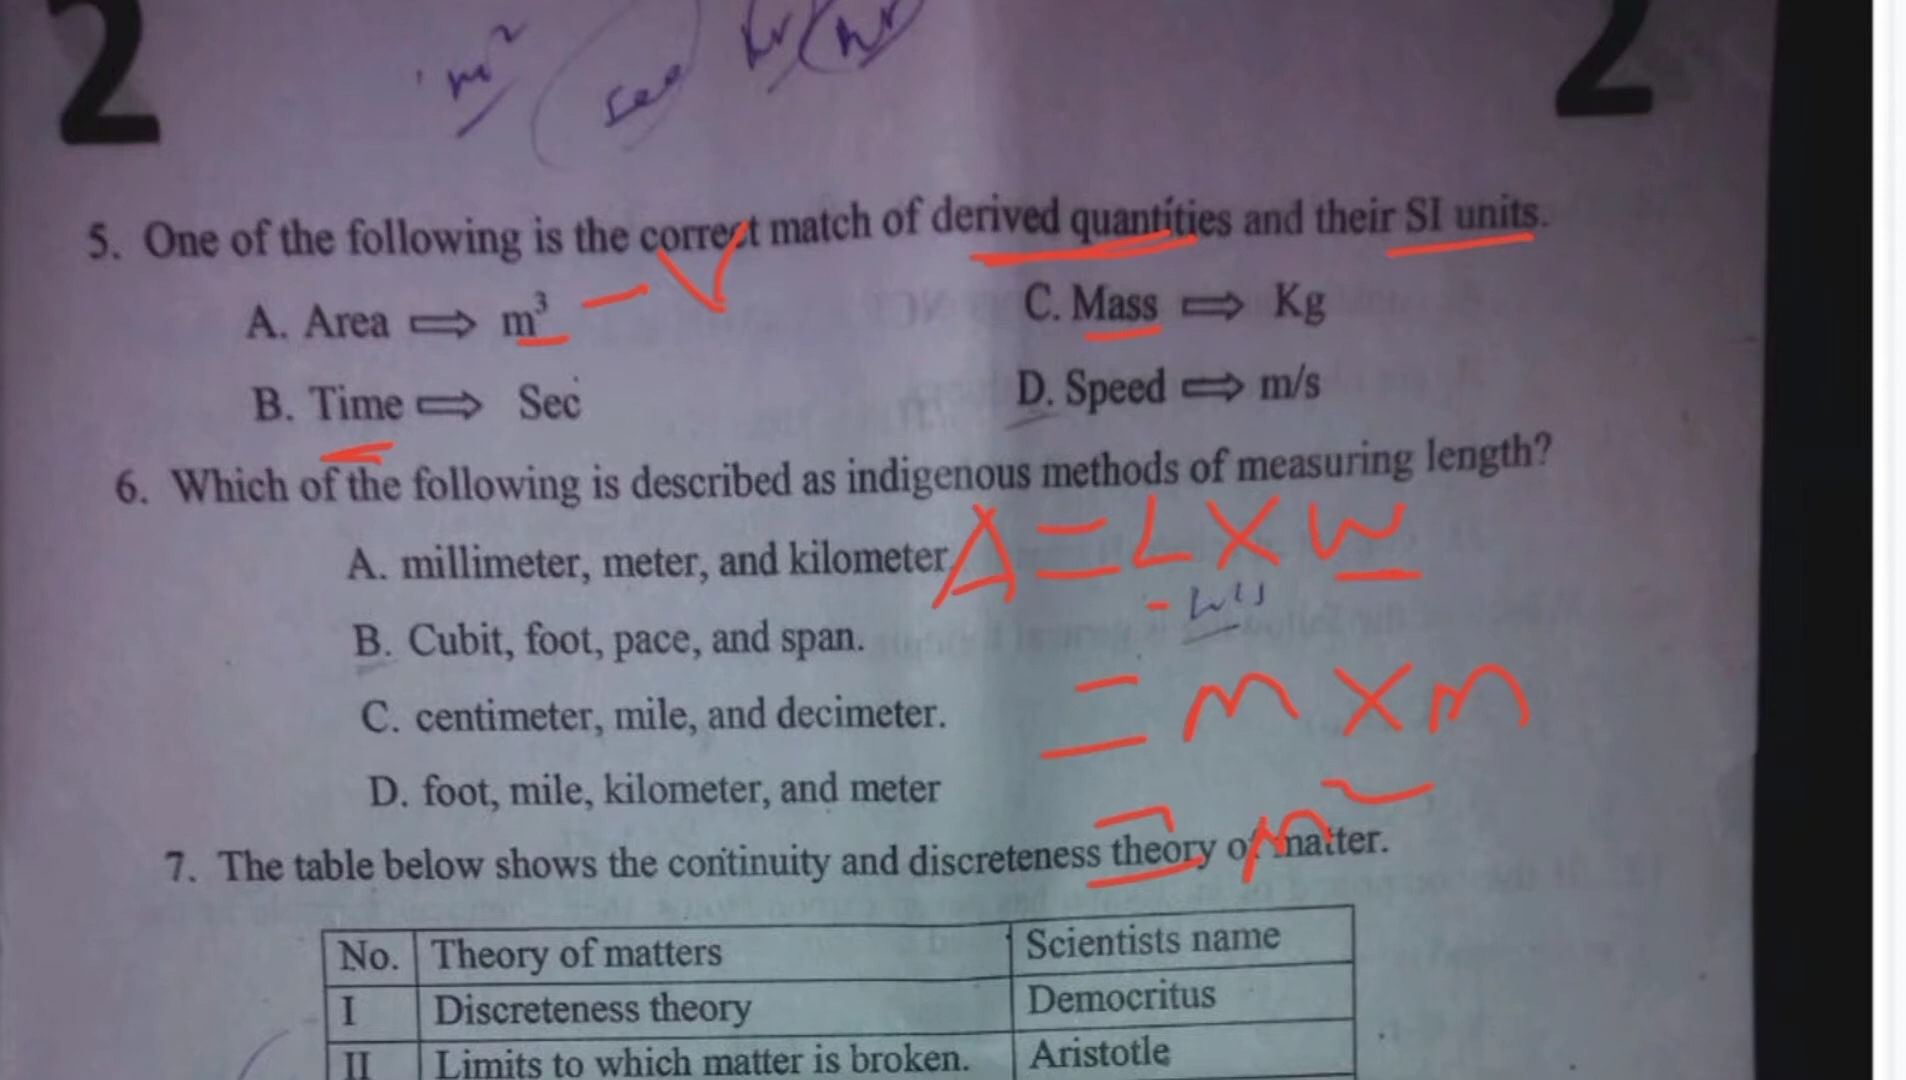 2 2
m²
sec
5. One of the following is the correct match of derived quantities and their SI units.
A. Area ⟹ m³ – V C. Mass ⟹ Kg
B. Time ⟹ Sec D. Speed ⟹ m/s
6. Which of the following is described as indigenous methods of measuring length?
A. millimeter, meter, and kilometer A = L X W
B. Cubit, foot, pace, and span.
C. centimeter, mile, and decimeter. = m X m
D. foot, mile, kilometer, and meter
= m
7. The table below shows the continuity and discreteness theory of matter.
No. Theory of matters Scientists name
I Discreteness theory Democritus
II Limits to which matter is broken. Aristotle